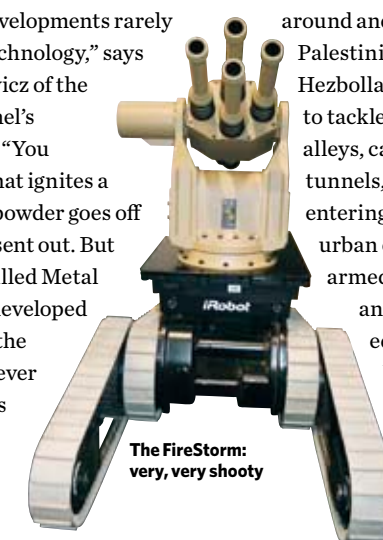 velopments rarely
chnology,” says
wicz of the
nel’s
“You
hat ignites a
powder goes off
sent out. But
lled Metal
eveloped
the
ever
s
iRobot
The FireStorm:
very, very shooty
around and
Palestini
Hezbolla
to tackle
alleys, ca
tunnels,
entering
urban
armed
an